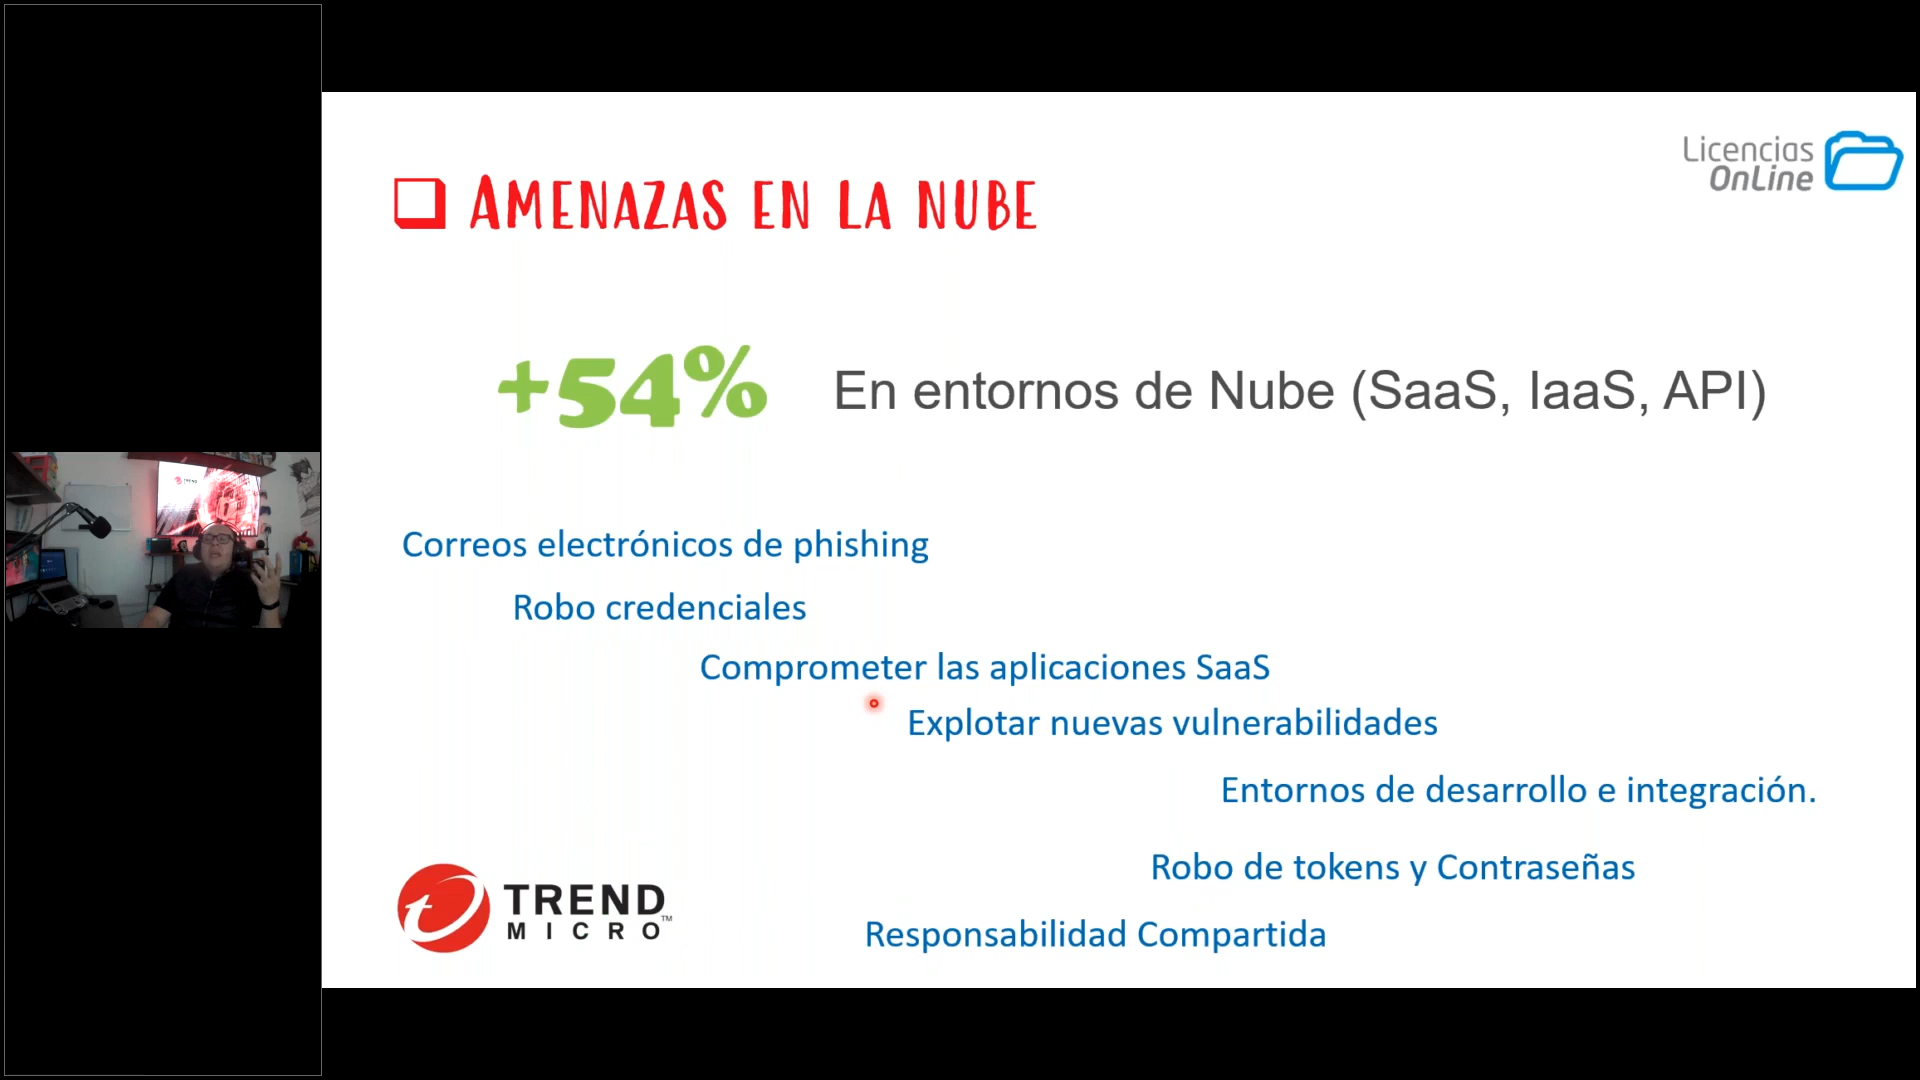 Licencias
OnLine
AMENAZAS EN LA NUBE
+54%
En entornos de Nube (SaaS, IaaS, API)
Correos electrónicos de phishing
Robo credenciales
Comprometer las aplicaciones SaaS
Explotar nuevas vulnerabilidades
Entornos de desarrollo e integración.
Robo de tokens y Contraseñas
Responsabilidad Compartida
TREND
MICRO™